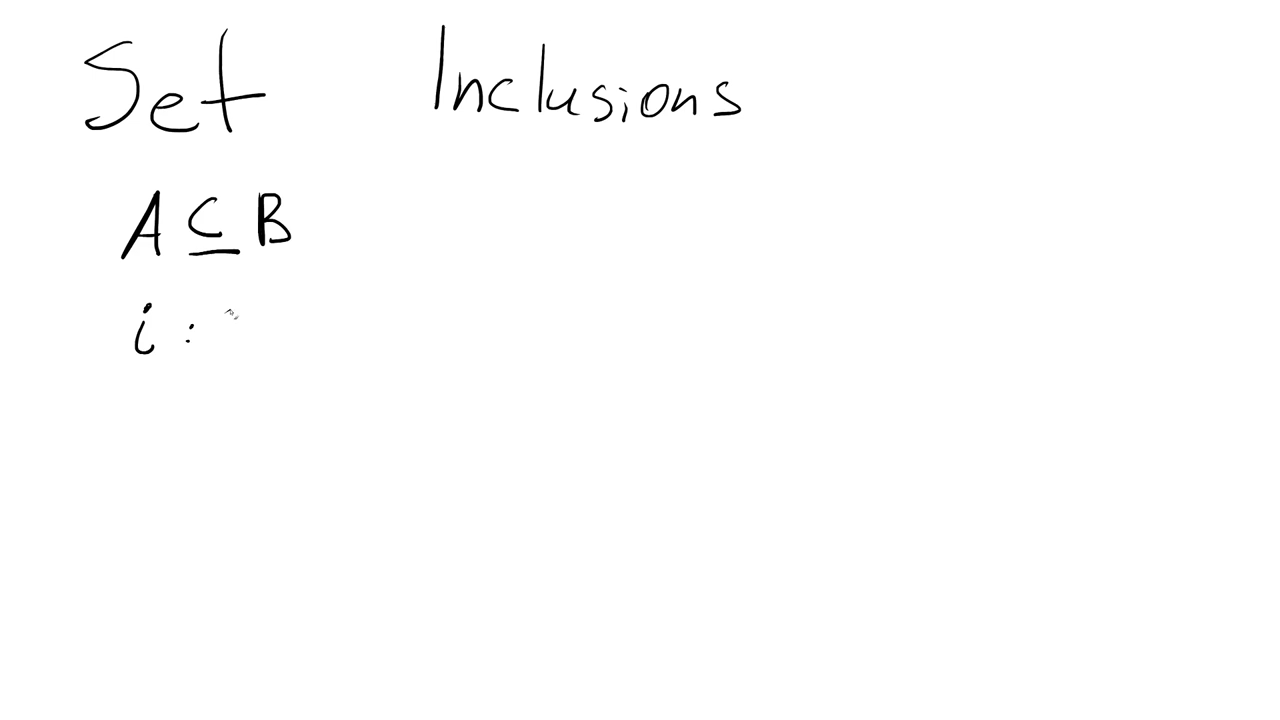 Set Inclusions
A ⊆ B
i :